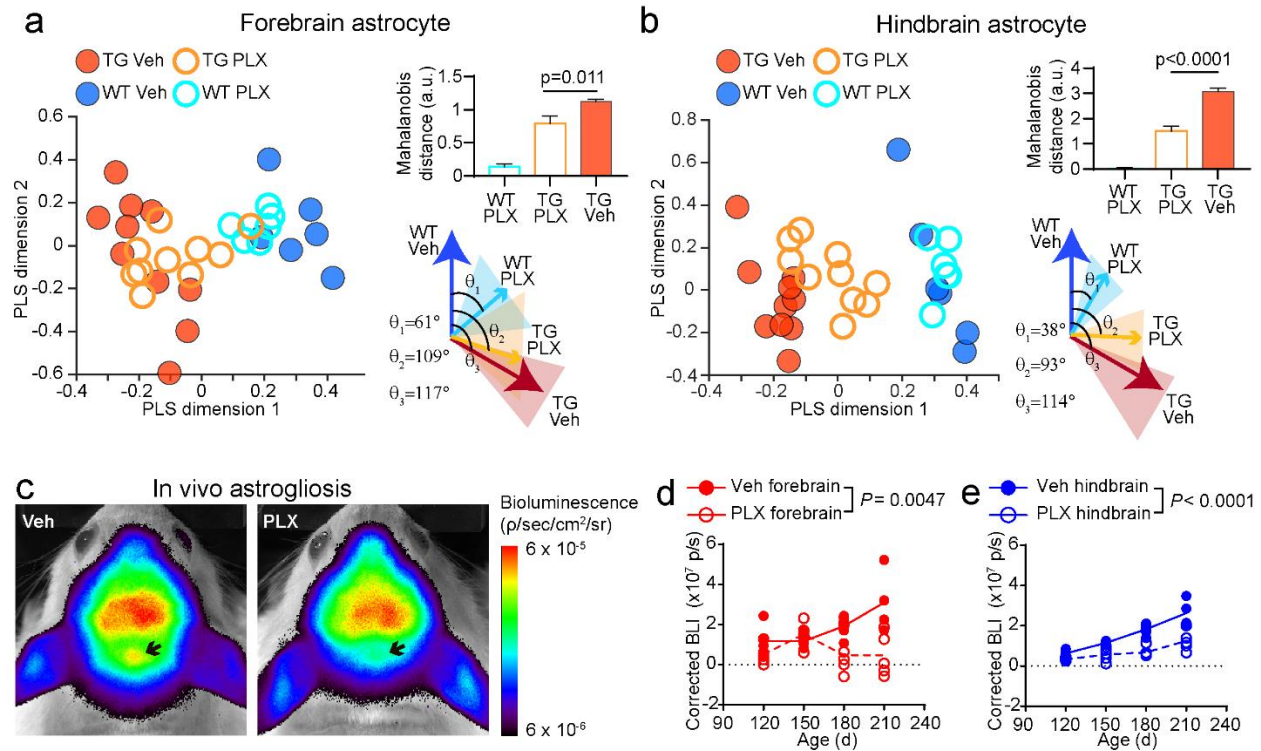 a
Forebrain astrocyte
TG Veh
TG PLX
WT Veh
WT PLX
0.6
0.4
0.2
0
-0.2
-0.4
-0.6
PLS dimension 2
-0.4
-0.2
0
0.2
0.4
0.6
PLS dimension 1
Mahalanobis
distance (a.u.)
1.5
1
0.5
0
p=0.011
WT
PLX
TG
PLX
TG
Veh
WT
Veh
WT
PLX
TG
PLX
TG
Veh
θ1
θ2
θ3
θ1=61°
θ2=109°
θ3=117°
b
Hindbrain astrocyte
TG Veh
TG PLX
WT Veh
WT PLX
0.8
0.6
0.4
0.2
0
-0.2
-0.4
PLS dimension 2
-0.4
-0.2
0
0.2
0.4
0.6
PLS dimension 1
Mahalanobis
distance (a.u.)
4
3
2
1
0
p<0.0001
WT
PLX
TG
PLX
TG
Veh
WT
Veh
WT
PLX
TG
PLX
TG
Veh
θ1
θ2
θ3
θ1=38°
θ2=93°
θ3=114°
c
In vivo astrogliosis
Veh
PLX
Bioluminescence
(ρ/sec/cm²/sr)
6 x 10⁻⁵
6 x 10⁻⁶
d
Veh forebrain
PLX forebrain
P= 0.0047
6
4
2
0
-2
Corrected BLI (x10⁷ p/s)
90
120
150
180
210
240
Age (d)
e
Veh hindbrain
PLX hindbrain
P< 0.0001
6
4
2
0
-2
Corrected BLI (x10⁷ p/s)
90
120
150
180
210
240
Age (d)